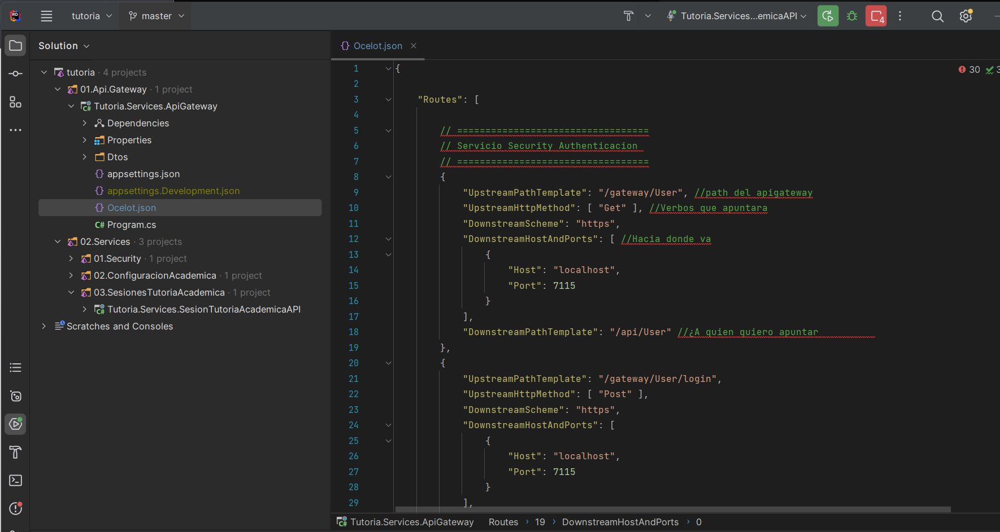 RD tutoria master Tutoria.Services...emicaAPI 4
Solution
Ocelot.json
30 3
tutoria · 4 projects
01.Api.Gateway · 1 project
Tutoria.Services.ApiGateway
Dependencies
Properties
Dtos
{} appsettings.json
{} appsettings.Development.json
{} Ocelot.json
C# Program.cs
02.Services · 3 projects
01.Security · 1 project
02.ConfiguracionAcademica · 1 project
03.SesionesTutoriaAcademica · 1 project
Tutoria.Services.SesionTutoriaAcademicaAPI
Scratches and Consoles
1 {
2
3 "Routes": [
4
5 // ==================================
6 // Servicio Security Authenticacion
7 // ==================================
8 {
9 "UpstreamPathTemplate": "/gateway/User", //path del apigateway
10 "UpstreamHttpMethod": [ "Get" ], //Verbos que apuntara
11 "DownstreamScheme": "https",
12 "DownstreamHostAndPorts": [ //Hacia donde va
13 {
14 "Host": "localhost",
15 "Port": 7115
16 }
17 ],
18 "DownstreamPathTemplate": "/api/User" //¿A quien quiero apuntar
19 },
20 {
21 "UpstreamPathTemplate": "/gateway/User/login",
22 "UpstreamHttpMethod": [ "Post" ],
23 "DownstreamScheme": "https",
24 "DownstreamHostAndPorts": [
25 {
26 "Host": "localhost",
27 "Port": 7115
28 }
29 ],
Tutoria.Services.ApiGateway Routes › 19 › DownstreamHostAndPorts › 0